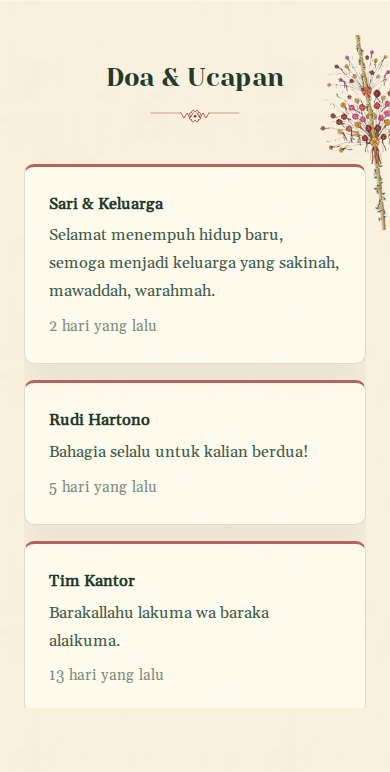 Doa & Ucapan
Sari & Keluarga
Selamat menempuh hidup baru,
semoga menjadi keluarga yang sakinah,
mawaddah, warahmah.
2 hari yang lalu
Rudi Hartono
Bahagia selalu untuk kalian berdua!
5 hari yang lalu
Tim Kantor
Barakallahu lakuma wa baraka
alaikuma.
13 hari yang lalu